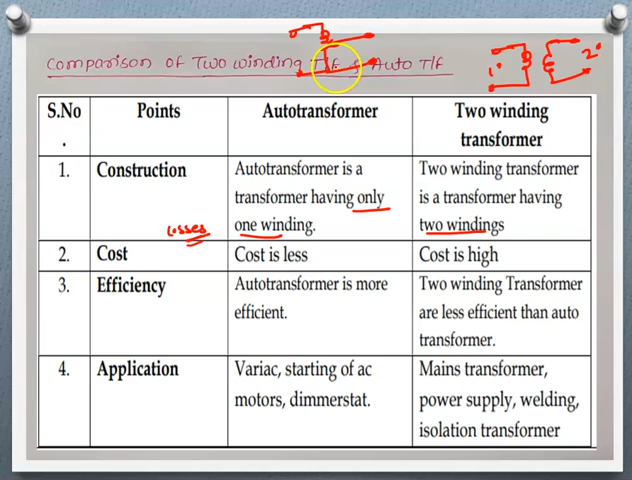 Comparison of Two winding T/f & Auto T/f
1° 2°
S.No
.
Points
Autotransformer
Two winding
transformer
1.
Construction
Autotransformer is a
transformer having only
one winding.
Two winding transformer
is a transformer having
two windings
losses
2.
Cost
Cost is less
Cost is high
3.
Efficiency
Autotransformer is more
efficient.
Two winding Transformer
are less efficient than auto
transformer.
4.
Application
Variac, starting of ac
motors, dimmerstat.
Mains transformer,
power supply, welding,
isolation transformer